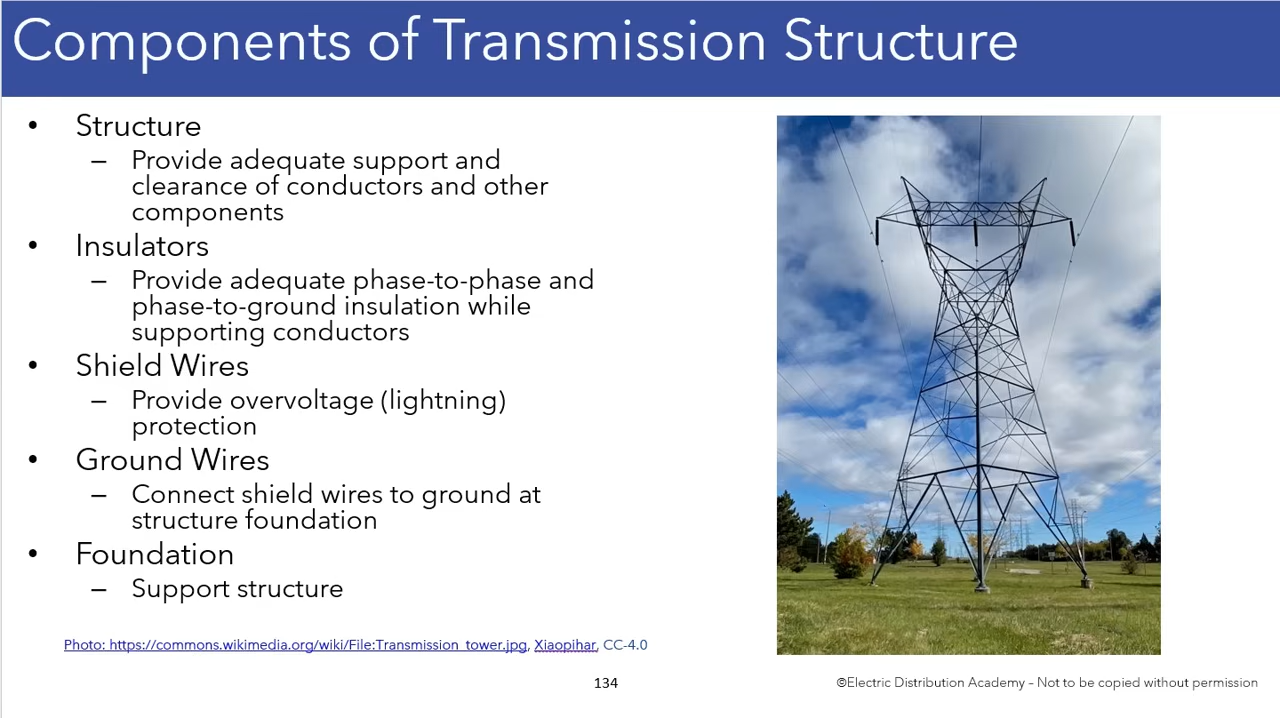 Components of Transmission Structure
• Structure
– Provide adequate support and
clearance of conductors and other
components
• Insulators
– Provide adequate phase-to-phase and
phase-to-ground insulation while
supporting conductors
• Shield Wires
– Provide overvoltage (lightning)
protection
• Ground Wires
– Connect shield wires to ground at
structure foundation
• Foundation
– Support structure
Photo: https://commons.wikimedia.org/wiki/File:Transmission_tower.jpg, Xiaopihar, CC-4.0
134
©Electric Distribution Academy - Not to be copied without permission